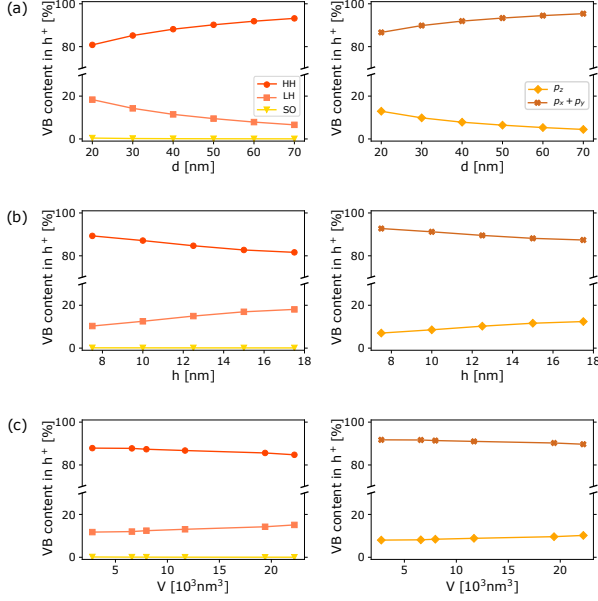 (a)
VB content in h⁺ [%]
100
80
20
0
HH
LH
SO
20 30 40 50 60 70
d [nm]
VB content in h⁺ [%]
100
80
20
0
p_z
p_x + p_y
20 30 40 50 60 70
d [nm]
(b)
VB content in h⁺ [%]
100
80
20
0
8 10 12 14 16 18
h [nm]
VB content in h⁺ [%]
100
80
20
0
8 10 12 14 16 18
h [nm]
(c)
VB content in h⁺ [%]
100
80
20
0
5 10 15 20
V [10³nm³]
VB content in h⁺ [%]
100
80
20
0
5 10 15 20
V [10³nm³]